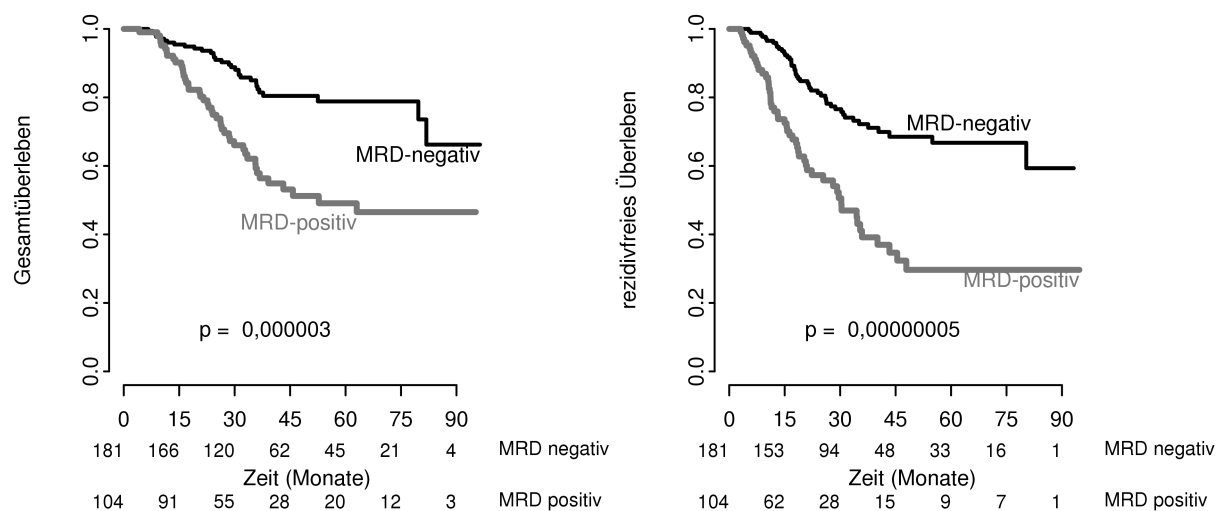 Gesamtüberleben
1.0
0.8
0.6
0.4
0.2
0.0
MRD-negativ
MRD-positiv
p = 0,000003
0 15 30 45 60 75 90
181 166 120 62 45 21 4 MRD negativ
Zeit (Monate)
104 91 55 28 20 12 3 MRD positiv
rezidivfreies Überleben
1.0
0.8
0.6
0.4
0.2
0.0
MRD-negativ
MRD-positiv
p = 0,00000005
0 15 30 45 60 75 90
181 153 94 48 33 16 1 MRD negativ
Zeit (Monate)
104 62 28 15 9 7 1 MRD positiv